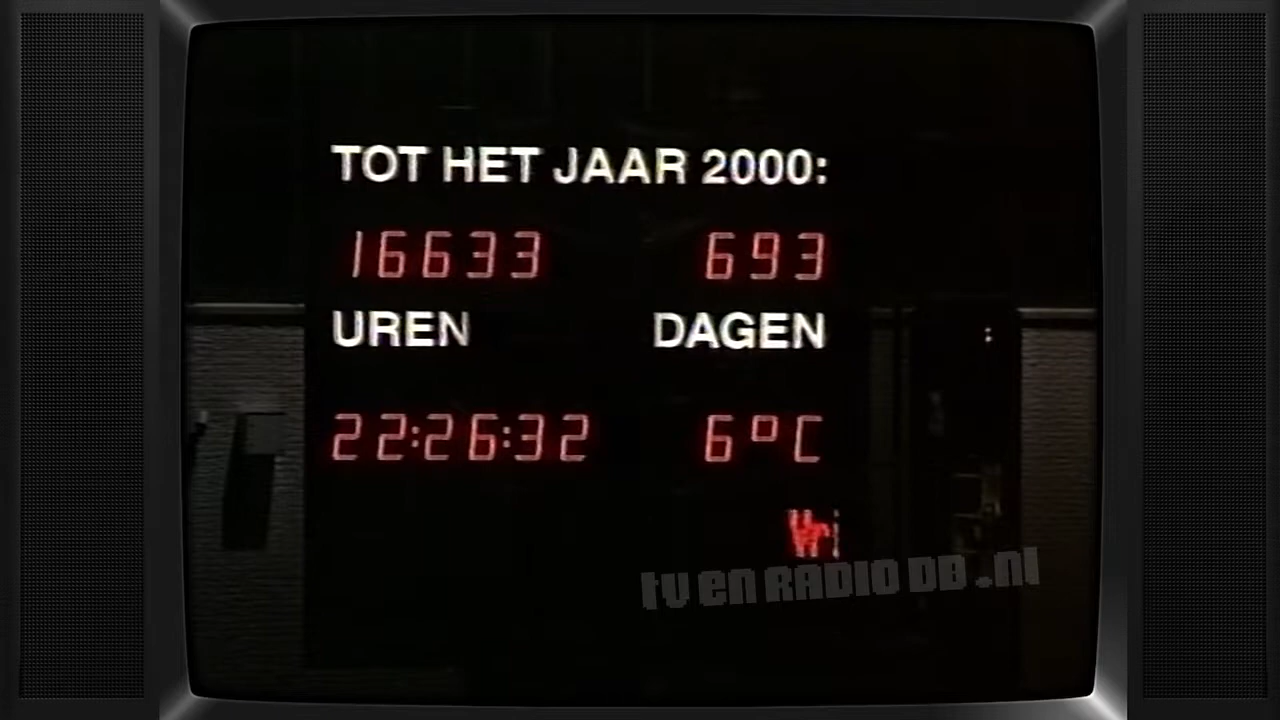 TOT HET JAAR 2000:
16633 693
UREN DAGEN
22:26:32 6°C
Vri
tv en RADIO DB .nl